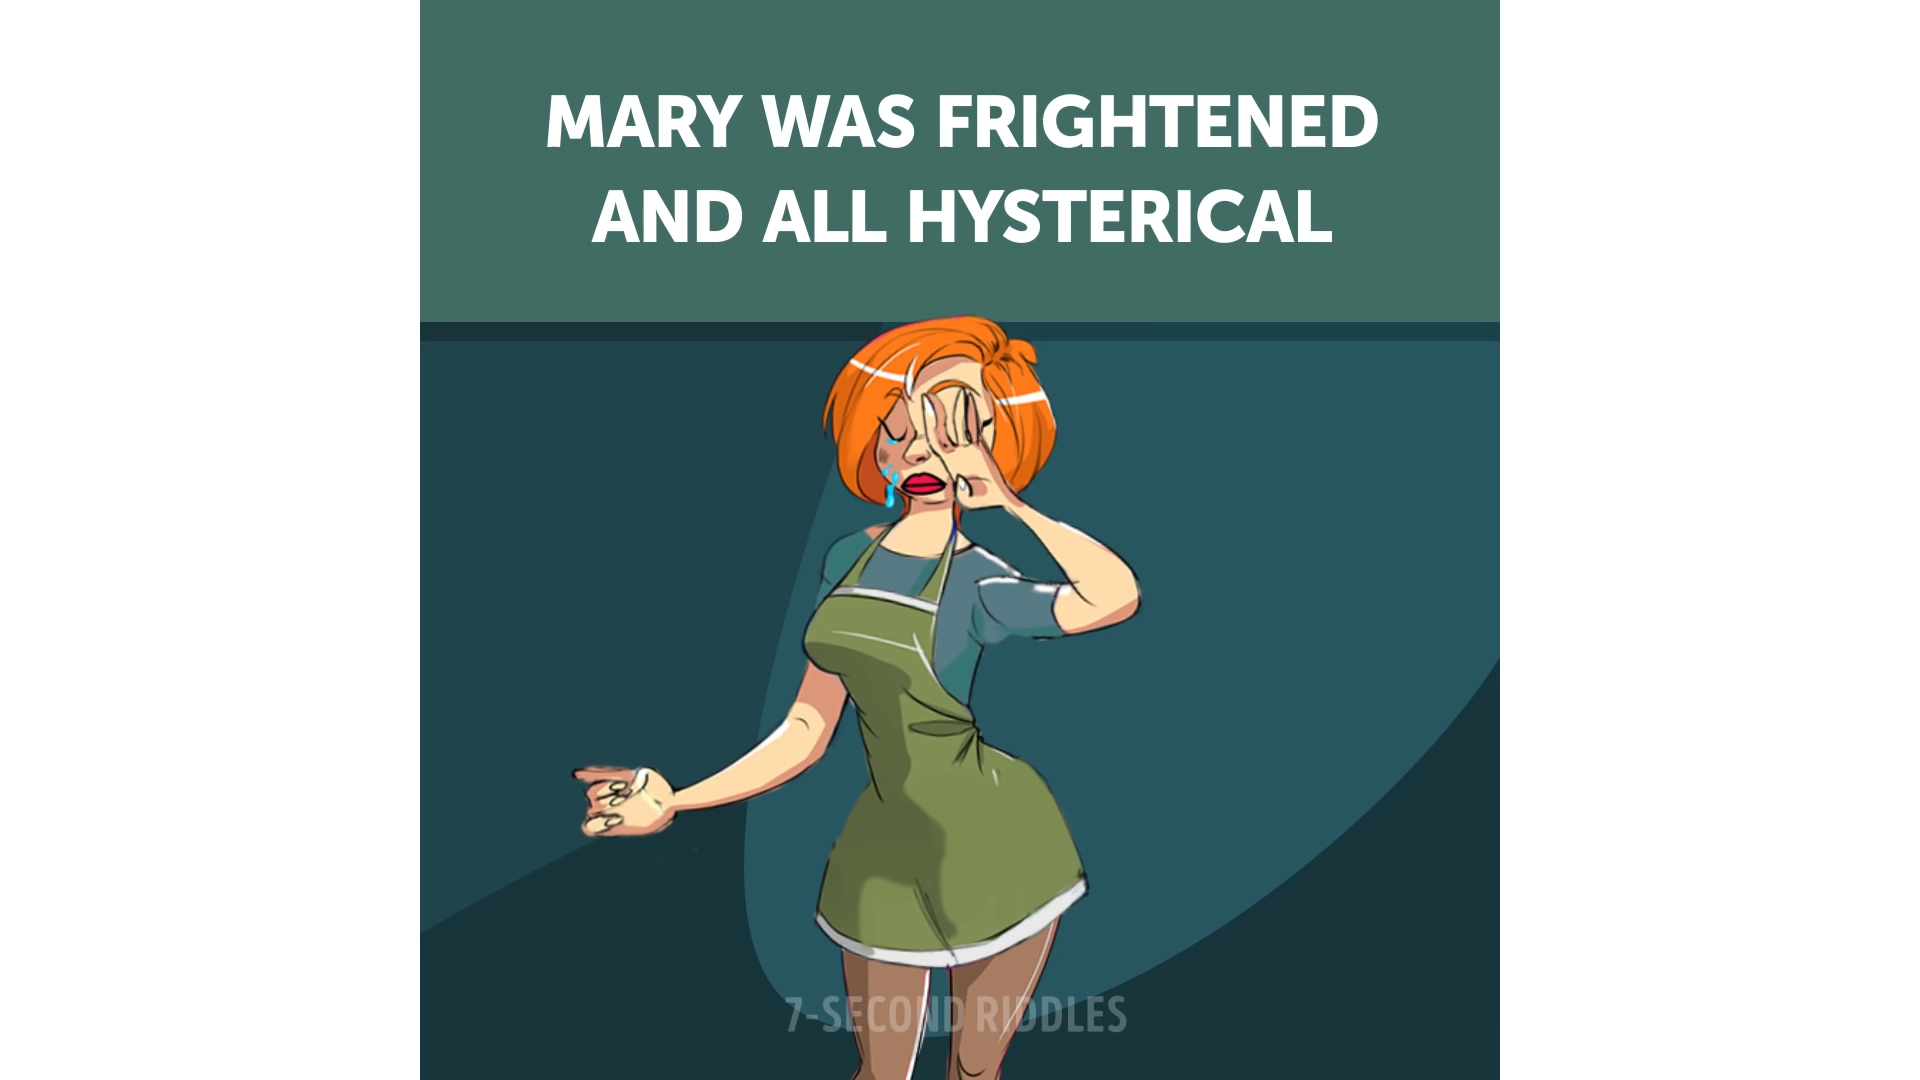 MARY WAS FRIGHTENED
AND ALL HYSTERICAL
7-SECOND RIDDLES